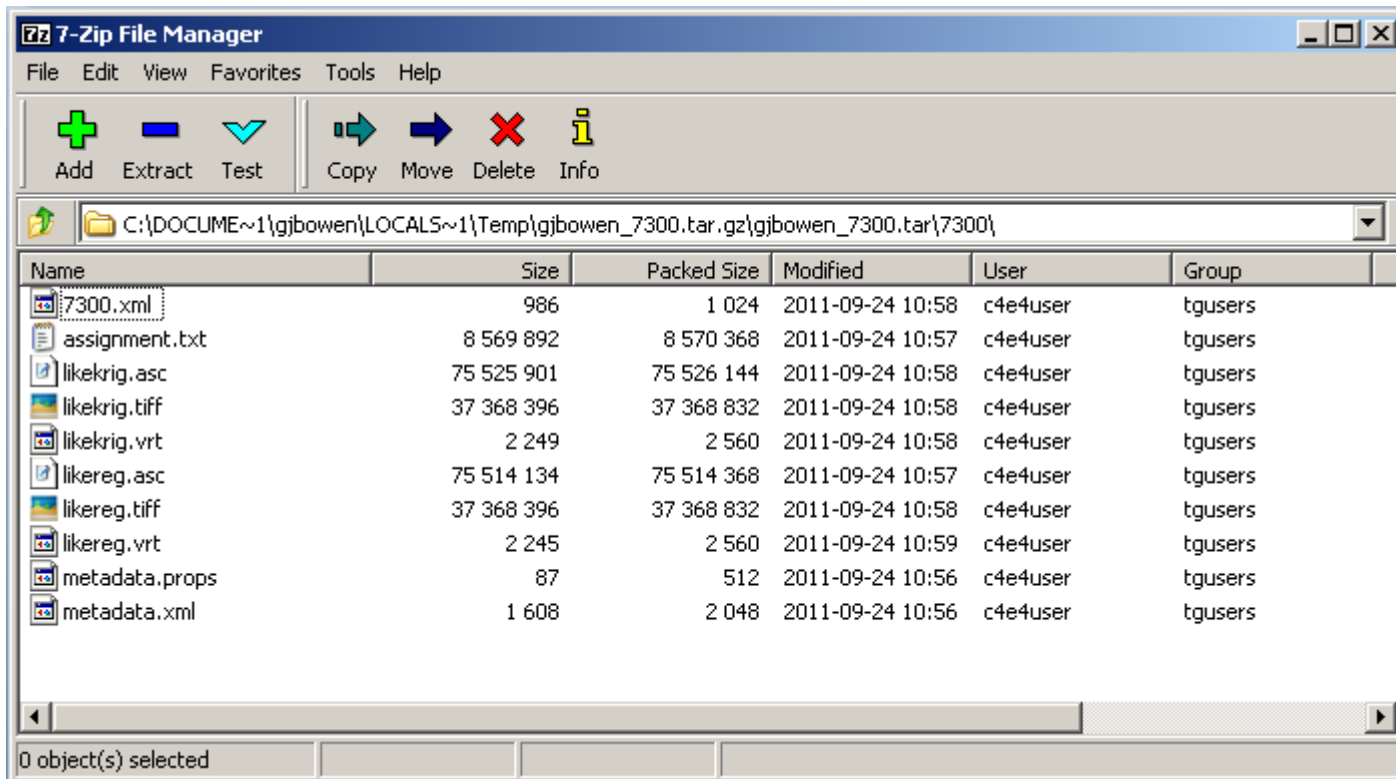 7z 7-Zip File Manager
File Edit View Favorites Tools Help
Add Extract Test Copy Move Delete Info
C:\DOCUME~1\gjbowen\LOCALS~1\Temp\gjbowen_7300.tar.gz\gjbowen_7300.tar\7300\
Name Size Packed Size Modified User Group
7300.xml 986 1 024 2011-09-24 10:58 c4e4user tgusers
assignment.txt 8 569 892 8 570 368 2011-09-24 10:57 c4e4user tgusers
likekrig.asc 75 525 901 75 526 144 2011-09-24 10:58 c4e4user tgusers
likekrig.tiff 37 368 396 37 368 832 2011-09-24 10:58 c4e4user tgusers
likekrig.vrt 2 249 2 560 2011-09-24 10:58 c4e4user tgusers
likereg.asc 75 514 134 75 514 368 2011-09-24 10:57 c4e4user tgusers
likereg.tiff 37 368 396 37 368 832 2011-09-24 10:58 c4e4user tgusers
likereg.vrt 2 245 2 560 2011-09-24 10:59 c4e4user tgusers
metadata.props 87 512 2011-09-24 10:56 c4e4user tgusers
metadata.xml 1 608 2 048 2011-09-24 10:56 c4e4user tgusers
0 object(s) selected